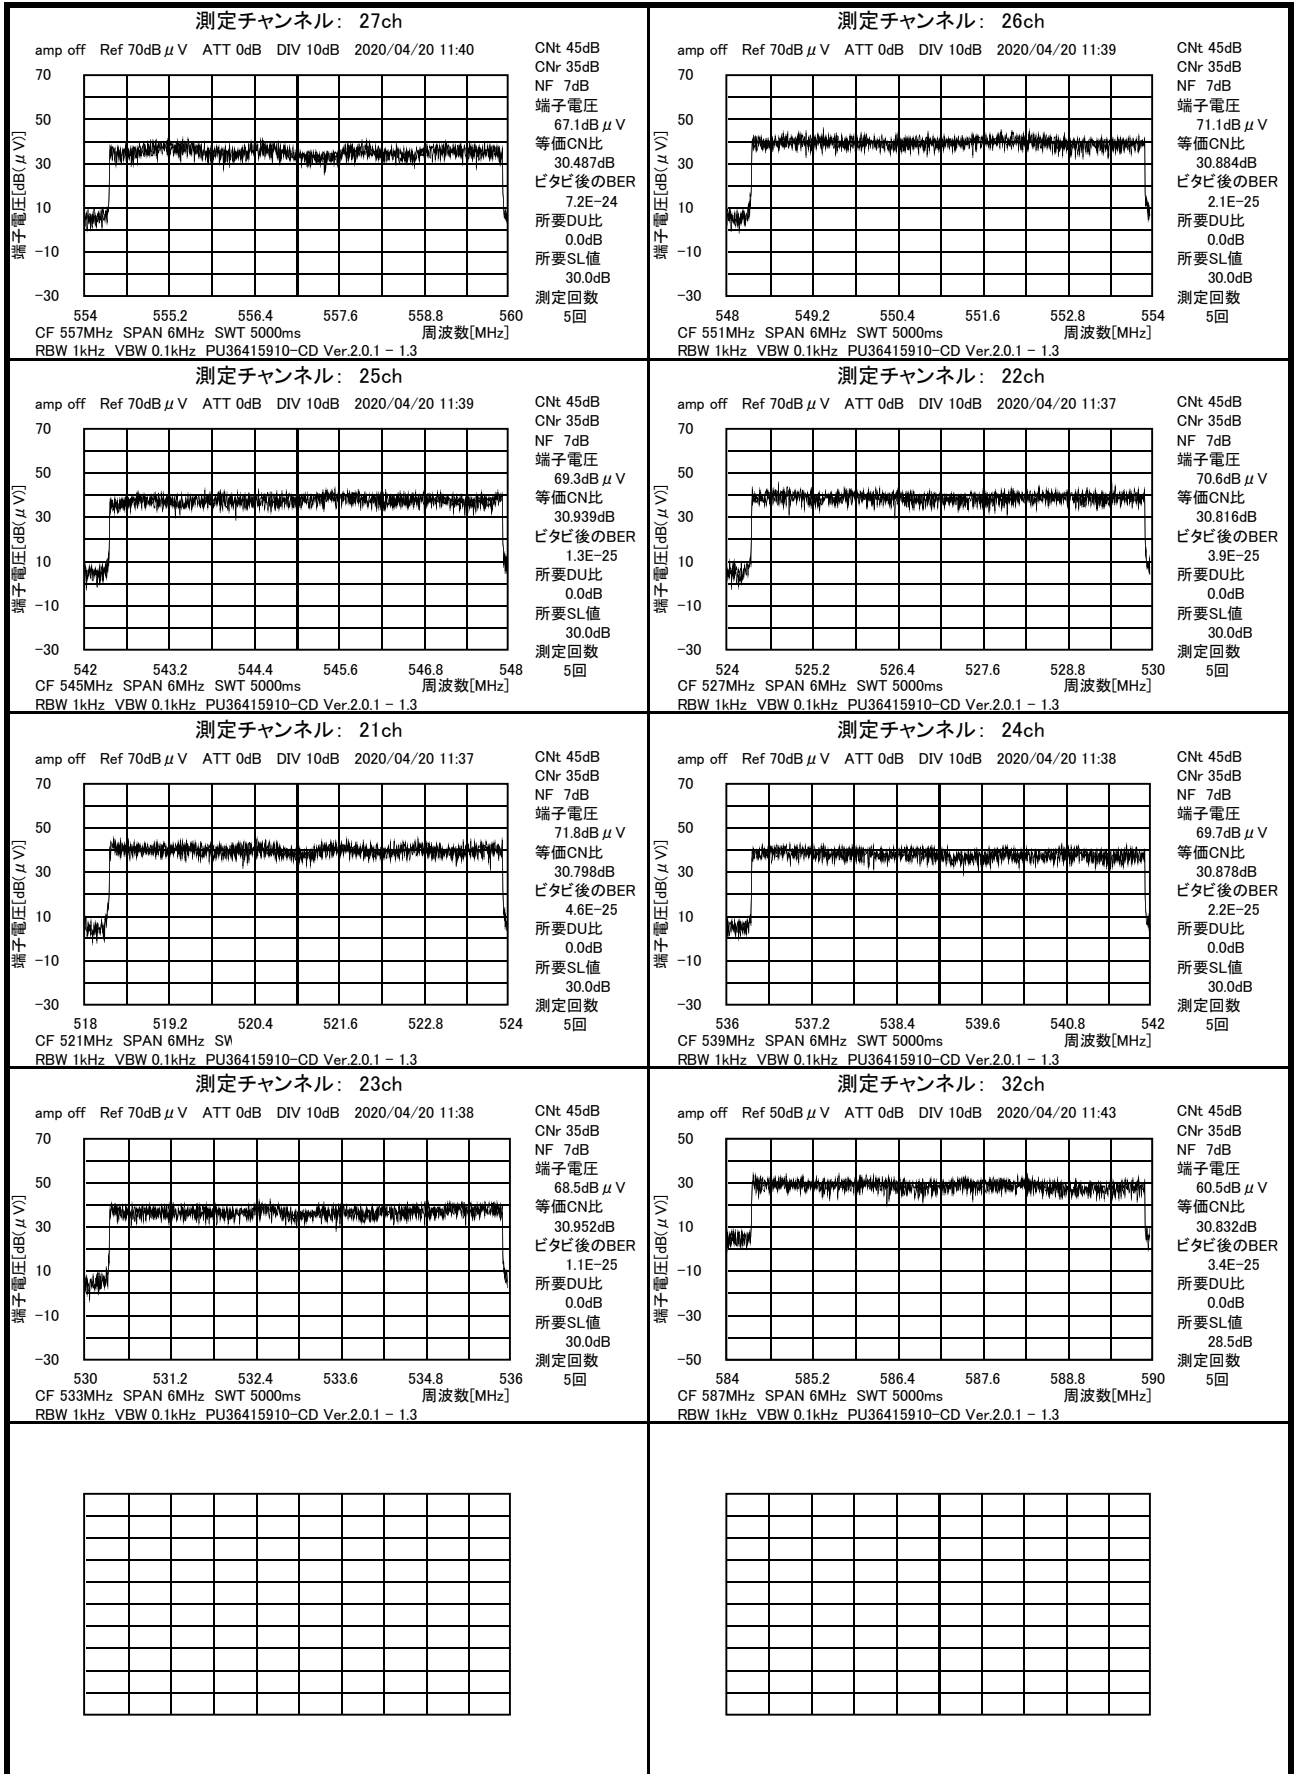 測定チャンネル： 27ch
amp off Ref 70dBμV ATT 0dB DIV 10dB 2020/04/20 11:40
CNt 45dB
CNr 35dB
NF 7dB
端子電圧
67.1dBμV
等価CN比
30.487dB
ビタビ後のBER
7.2E-24
所要DU比
0.0dB
所要SL値
30.0dB
測定回数
5回
端子電圧[dB(μV)]
70
50
30
10
-10
-30
554 555.2 556.4 557.6 558.8 560
CF 557MHz SPAN 6MHz SWT 5000ms 周波数[MHz]
RBW 1kHz VBW 0.1kHz PU36415910-CD Ver.2.0.1 - 1.3
測定チャンネル： 26ch
amp off Ref 70dBμV ATT 0dB DIV 10dB 2020/04/20 11:39
CNt 45dB
CNr 35dB
NF 7dB
端子電圧
71.1dBμV
等価CN比
30.884dB
ビタビ後のBER
2.1E-25
所要DU比
0.0dB
所要SL値
30.0dB
測定回数
5回
端子電圧[dB(μV)]
70
50
30
10
-10
-30
548 549.2 550.4 551.6 552.8 554
CF 551MHz SPAN 6MHz SWT 5000ms 周波数[MHz]
RBW 1kHz VBW 0.1kHz PU36415910-CD Ver.2.0.1 - 1.3
測定チャンネル： 25ch
amp off Ref 70dBμV ATT 0dB DIV 10dB 2020/04/20 11:39
CNt 45dB
CNr 35dB
NF 7dB
端子電圧
69.3dBμV
等価CN比
30.939dB
ビタビ後のBER
1.3E-25
所要DU比
0.0dB
所要SL値
30.0dB
測定回数
5回
端子電圧[dB(μV)]
70
50
30
10
-10
-30
542 543.2 544.4 545.6 546.8 548
CF 545MHz SPAN 6MHz SWT 5000ms 周波数[MHz]
RBW 1kHz VBW 0.1kHz PU36415910-CD Ver.2.0.1 - 1.3
測定チャンネル： 22ch
amp off Ref 70dBμV ATT 0dB DIV 10dB 2020/04/20 11:37
CNt 45dB
CNr 35dB
NF 7dB
端子電圧
70.6dBμV
等価CN比
30.816dB
ビタビ後のBER
3.9E-25
所要DU比
0.0dB
所要SL値
30.0dB
測定回数
5回
端子電圧[dB(μV)]
70
50
30
10
-10
-30
524 525.2 526.4 527.6 528.8 530
CF 527MHz SPAN 6MHz SWT 5000ms 周波数[MHz]
RBW 1kHz VBW 0.1kHz PU36415910-CD Ver.2.0.1 - 1.3
測定チャンネル： 21ch
amp off Ref 70dBμV ATT 0dB DIV 10dB 2020/04/20 11:37
CNt 45dB
CNr 35dB
NF 7dB
端子電圧
71.8dBμV
等価CN比
30.798dB
ビタビ後のBER
4.6E-25
所要DU比
0.0dB
所要SL値
30.0dB
測定回数
5回
端子電圧[dB(μV)]
70
50
30
10
-10
-30
518 519.2 520.4 521.6 522.8 524
CF 521MHz SPAN 6MHz SW
RBW 1kHz VBW 0.1kHz PU36415910-CD Ver.2.0.1 - 1.3
測定チャンネル： 24ch
amp off Ref 70dBμV ATT 0dB DIV 10dB 2020/04/20 11:38
CNt 45dB
CNr 35dB
NF 7dB
端子電圧
69.7dBμV
等価CN比
30.878dB
ビタビ後のBER
2.2E-25
所要DU比
0.0dB
所要SL値
30.0dB
測定回数
5回
端子電圧[dB(μV)]
70
50
30
10
-10
-30
536 537.2 538.4 539.6 540.8 542
CF 539MHz SPAN 6MHz SWT 5000ms 周波数[MHz]
RBW 1kHz VBW 0.1kHz PU36415910-CD Ver.2.0.1 - 1.3
測定チャンネル： 23ch
amp off Ref 70dBμV ATT 0dB DIV 10dB 2020/04/20 11:38
CNt 45dB
CNr 35dB
NF 7dB
端子電圧
68.5dBμV
等価CN比
30.952dB
ビタビ後のBER
1.1E-25
所要DU比
0.0dB
所要SL値
30.0dB
測定回数
5回
端子電圧[dB(μV)]
70
50
30
10
-10
-30
530 531.2 532.4 533.6 534.8 536
CF 533MHz SPAN 6MHz SWT 5000ms 周波数[MHz]
RBW 1kHz VBW 0.1kHz PU36415910-CD Ver.2.0.1 - 1.3
測定チャンネル： 32ch
amp off Ref 50dBμV ATT 0dB DIV 10dB 2020/04/20 11:43
CNt 45dB
CNr 35dB
NF 7dB
端子電圧
60.5dBμV
等価CN比
30.832dB
ビタビ後のBER
3.4E-25
所要DU比
0.0dB
所要SL値
28.5dB
測定回数
5回
端子電圧[dB(μV)]
50
30
10
-10
-30
-50
584 585.2 586.4 587.6 588.8 590
CF 587MHz SPAN 6MHz SWT 5000ms 周波数[MHz]
RBW 1kHz VBW 0.1kHz PU36415910-CD Ver.2.0.1 - 1.3